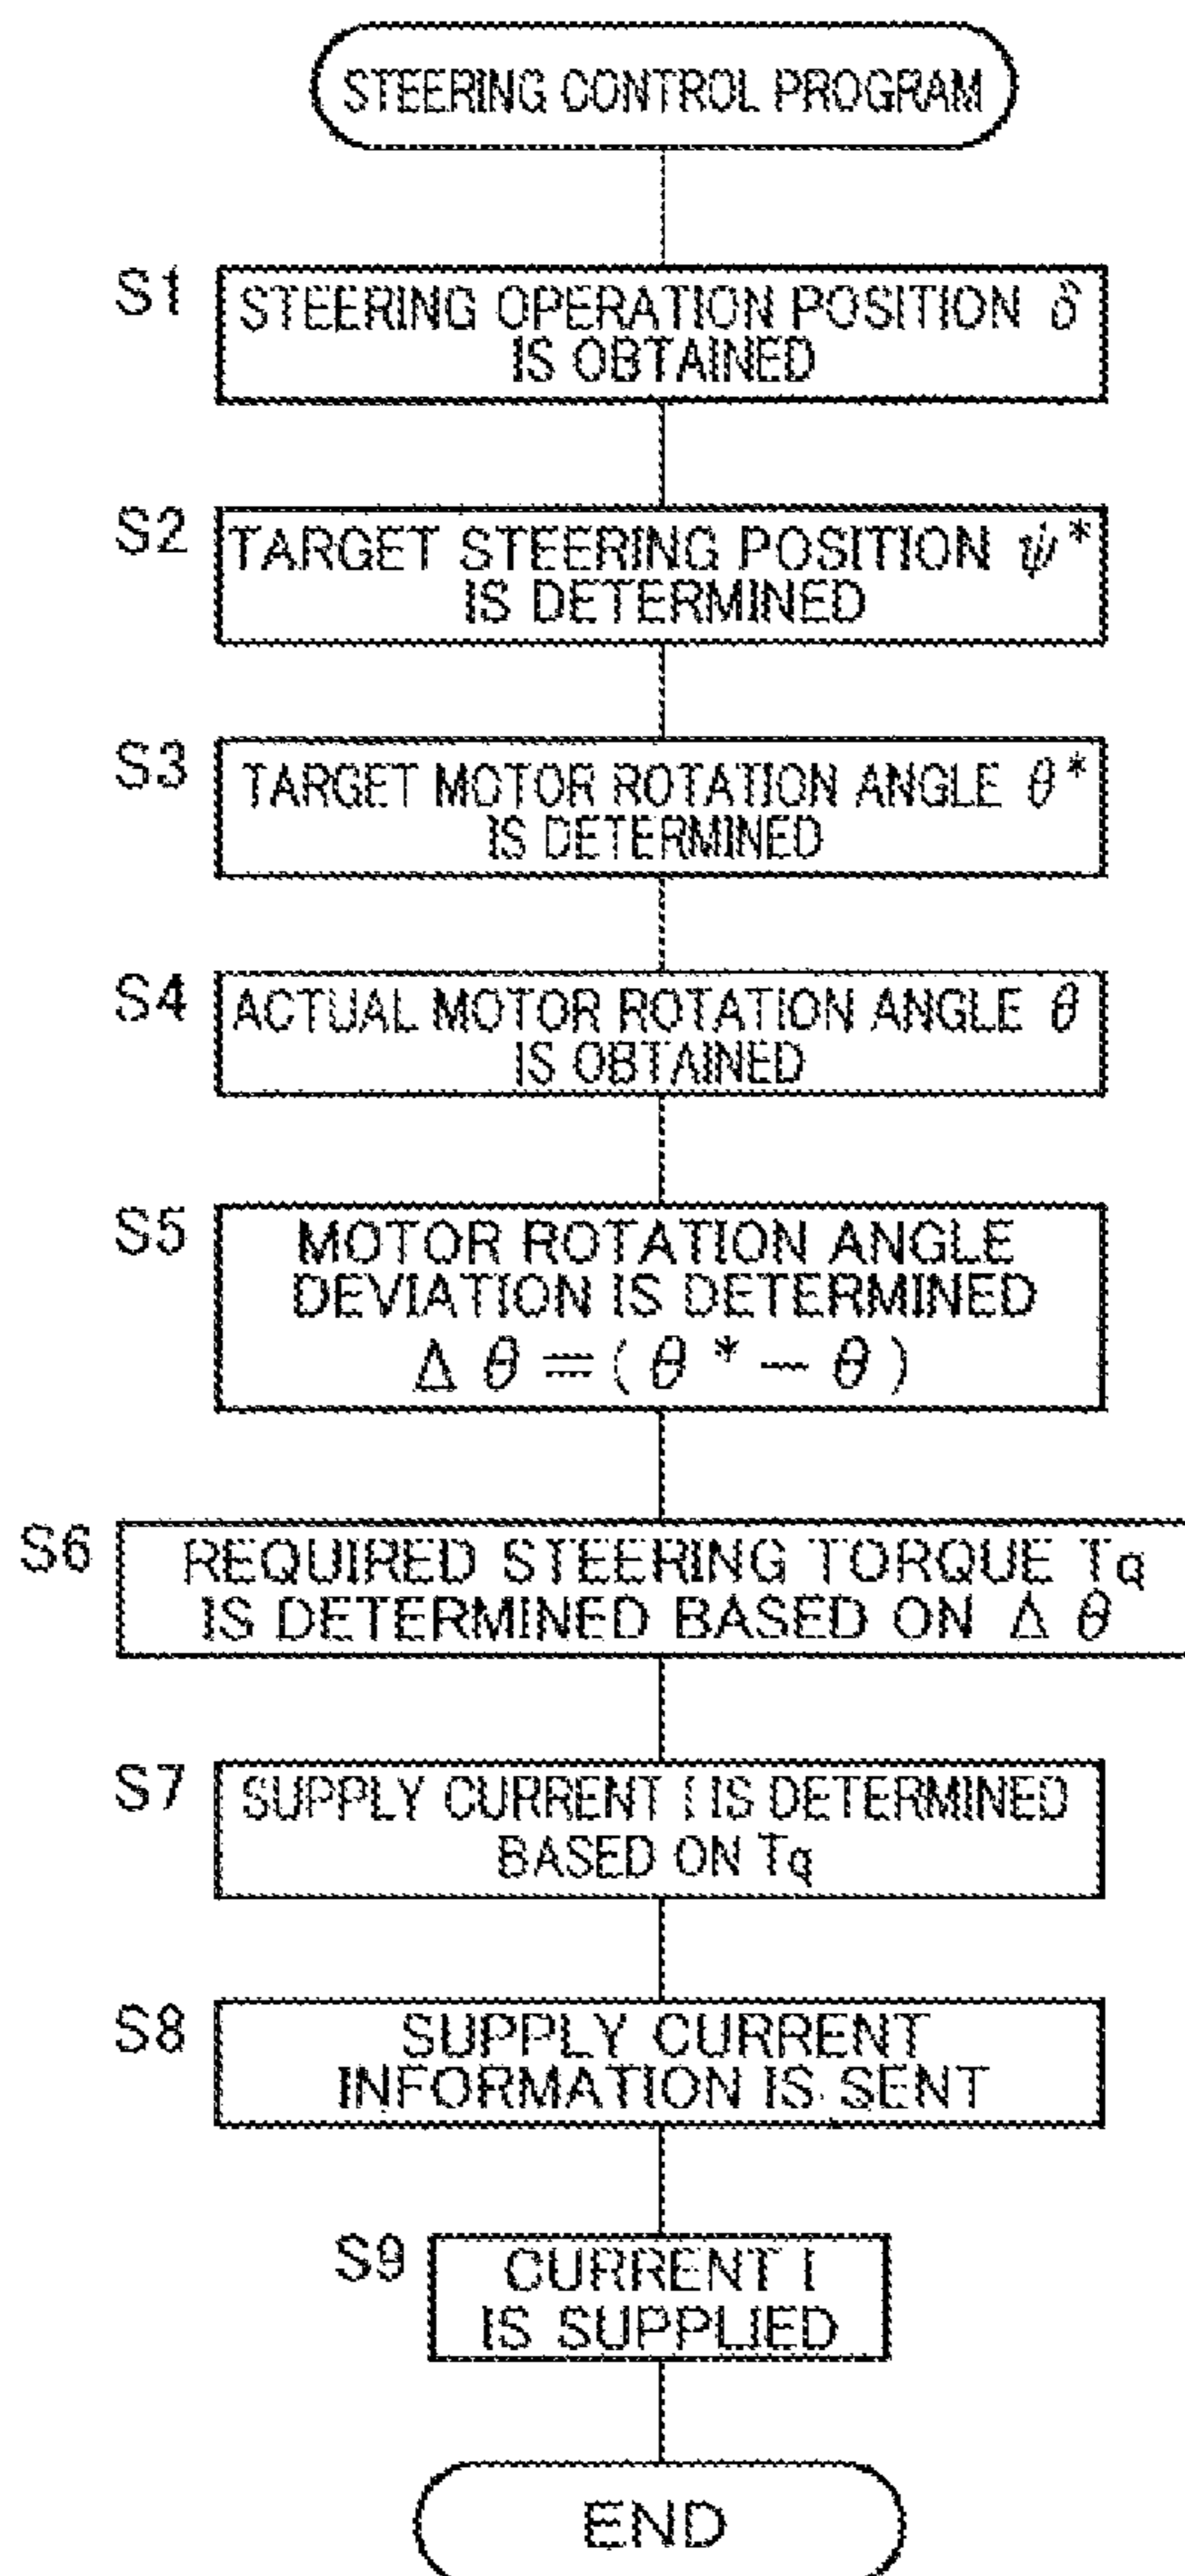 STEERING CONTROL PROGRAM
S1
STEERING OPERATION POSITION δ
IS OBTAINED
S2
TARGET STEERING POSITION ψ*
IS DETERMINED
S3
TARGET MOTOR ROTATION ANGLE θ*
IS DETERMINED
S4
ACTUAL MOTOR ROTATION ANGLE θ
IS OBTAINED
S5
MOTOR ROTATION ANGLE
DEVIATION IS DETERMINED
Δ θ = ( θ * − θ )
S6
REQUIRED STEERING TORQUE Tq
IS DETERMINED BASED ON Δ θ
S7
SUPPLY CURRENT I IS DETERMINED
BASED ON Tq
S8
SUPPLY CURRENT
INFORMATION IS SENT
S9
CURRENT I
IS SUPPLIED
END